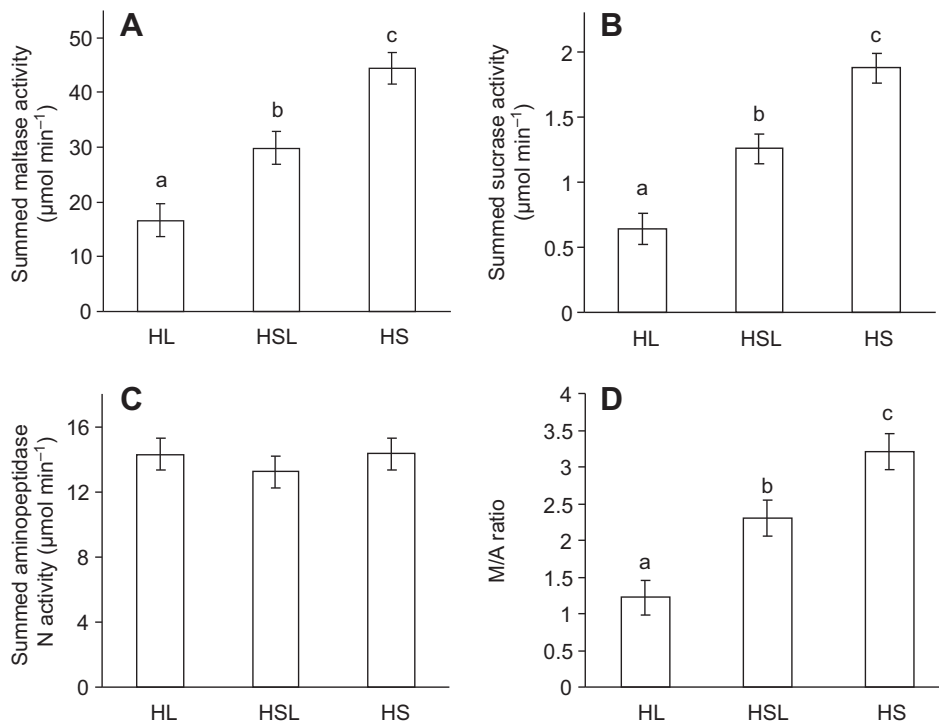 A
Summed maltase activity
(µmol min–1)
50
40
30
20
10
0
a
b
c
HL
HSL
HS
B
Summed sucrase activity
(µmol min–1)
2
1.5
1
0.5
0
a
b
c
HL
HSL
HS
C
Summed aminopeptidase
N activity (µmol min–1)
16
12
8
4
0
HL
HSL
HS
D
M/A ratio
4
3.5
3
2.5
2
1.5
1
0.5
0
a
b
c
HL
HSL
HS